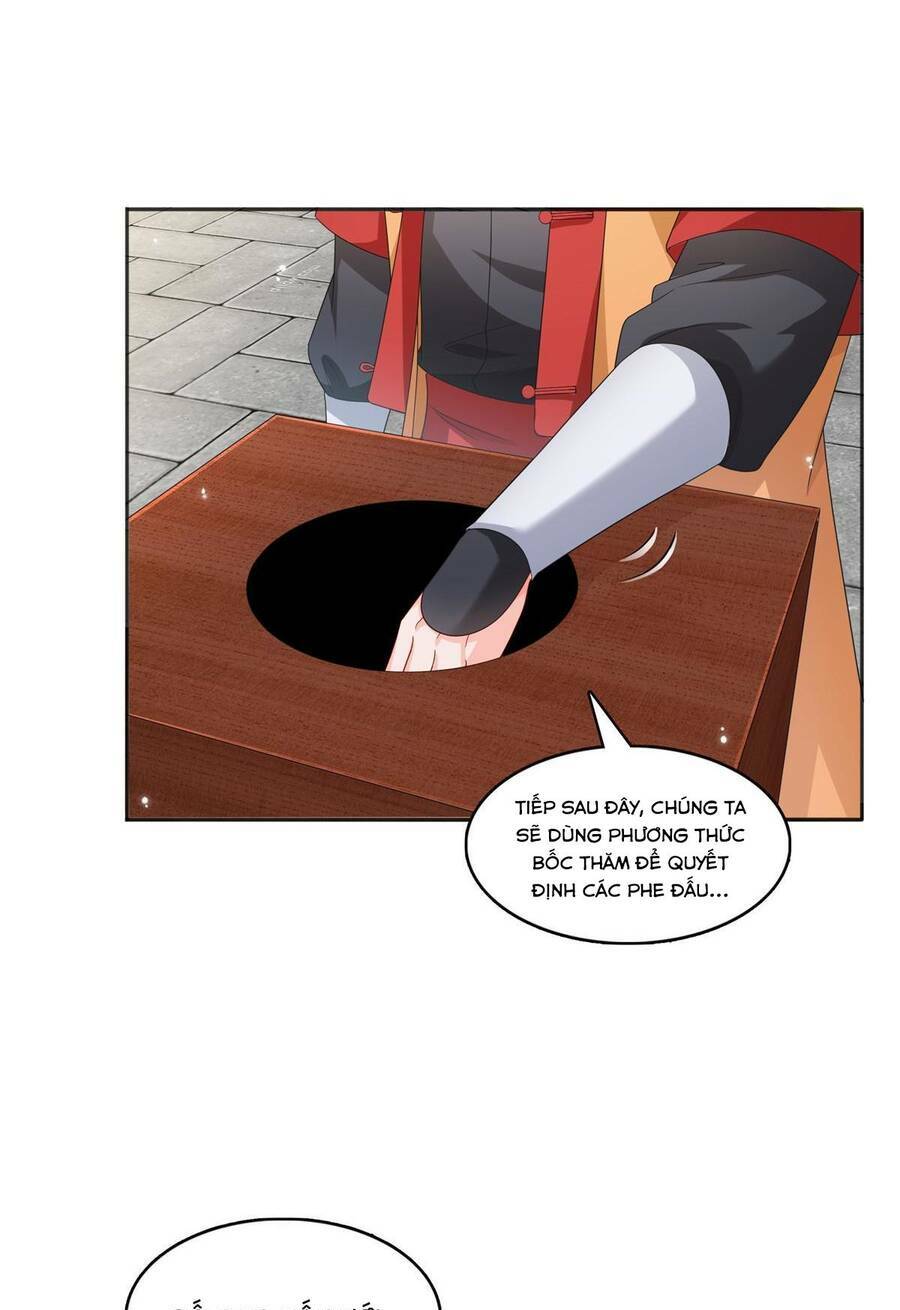 TIẾP SAU ĐÂY, CHÚNG TA
SẼ DÙNG PHƯƠNG THỨC
BỐC THĂM ĐỂ QUYẾT
ĐỊNH CÁC PHE ĐẤU...